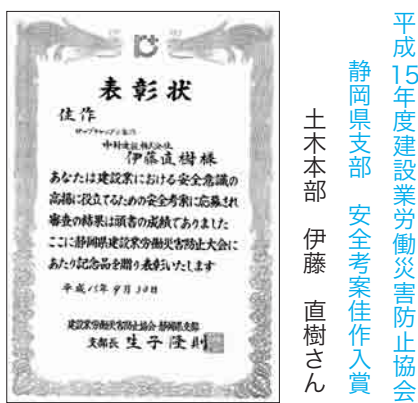 平成15年度建設業労働災害防止協会
静岡県支部 安全考案佳作入賞
土木本部 伊藤 直樹さん
表彰状
佳作
中村建設株式会社
伊藤直樹様
あなたは建設業における安全意識の
高揚に役立てるための安全考案に応募され
審査の結果は頭書の成績でありました
ここに静岡県建設業労働災害防止大会に
あたり記念品を贈り表彰いたします
平成15年9月30日
建設業労働災害防止協会 静岡県支部
支部長